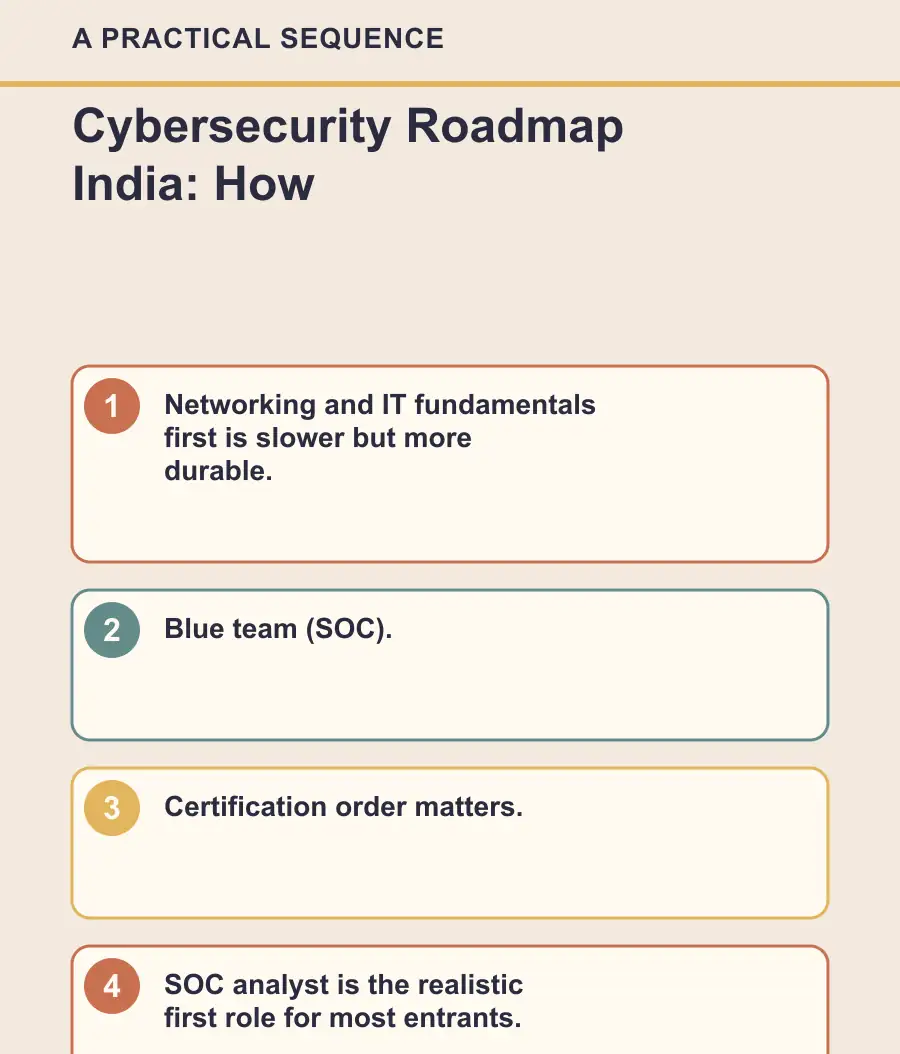 A PRACTICAL SEQUENCE
Cybersecurity Roadmap
India: How
1
Networking and IT fundamentals
first is slower but more
durable.
2
Blue team (SOC).
3
Certification order matters.
4
SOC analyst is the realistic
first role for most entrants.